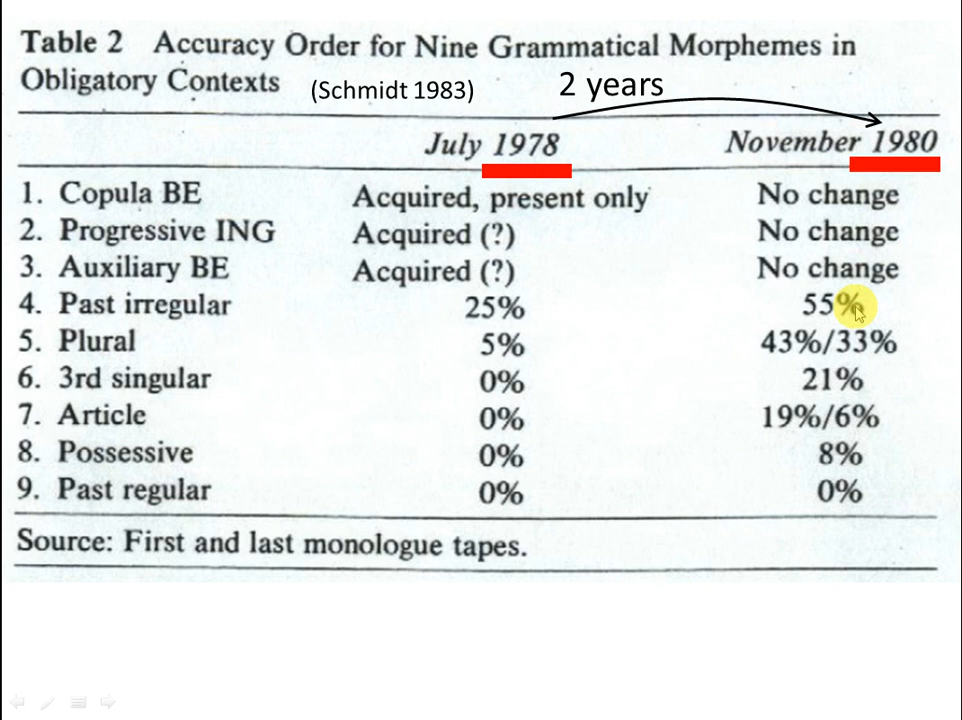 Table 2 Accuracy Order for Nine Grammatical Morphemes in
Obligatory Contexts (Schmidt 1983) 2 years
July 1978 November 1980
1. Copula BE Acquired, present only No change
2. Progressive ING Acquired (?) No change
3. Auxiliary BE Acquired (?) No change
4. Past irregular 25% 55%
5. Plural 5% 43%/33%
6. 3rd singular 0% 21%
7. Article 0% 19%/6%
8. Possessive 0% 8%
9. Past regular 0% 0%
Source: First and last monologue tapes.